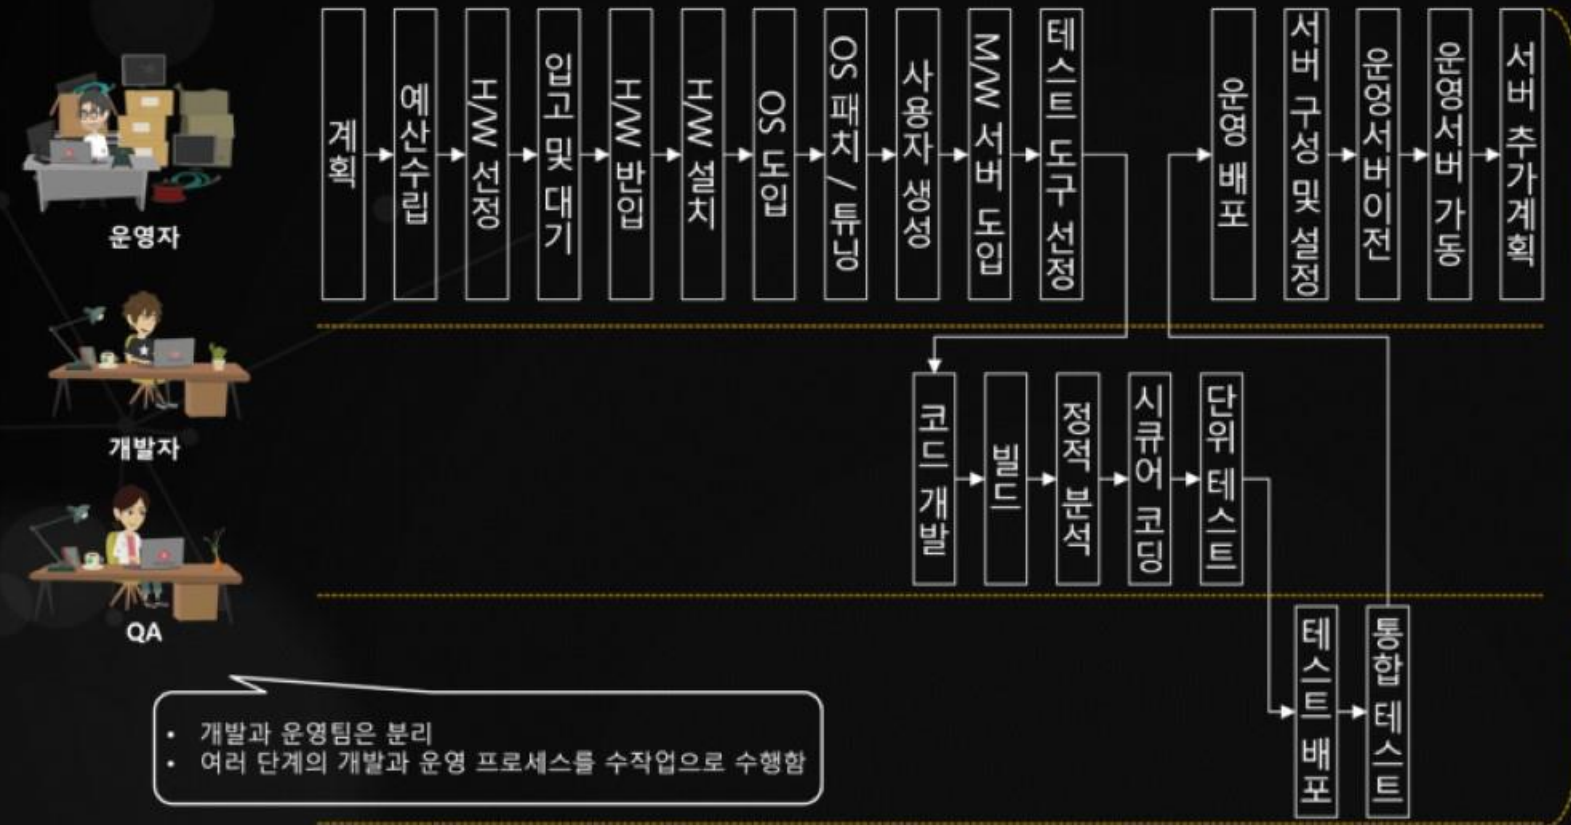 계획
예산수립
H/W 선정
입고 및 대기
H/W 반입
H/W 설치
OS 도입
OS 패치 / 튜닝
사용자 생성
M/W 서버 도입
테스트 도구 선정
운영 배포
서버 구성 및 설정
운엉서버이전
운영서버 가동
서버 추가계획
운영자
코드 개발
빌드
정적 분석
시큐어 코딩
단위 테스트
개발자
테스트 배포
통합 테스트
QA
• 개발과 운영팀은 분리
• 여러 단계의 개발과 운영 프로세스를 수작업으로 수행함